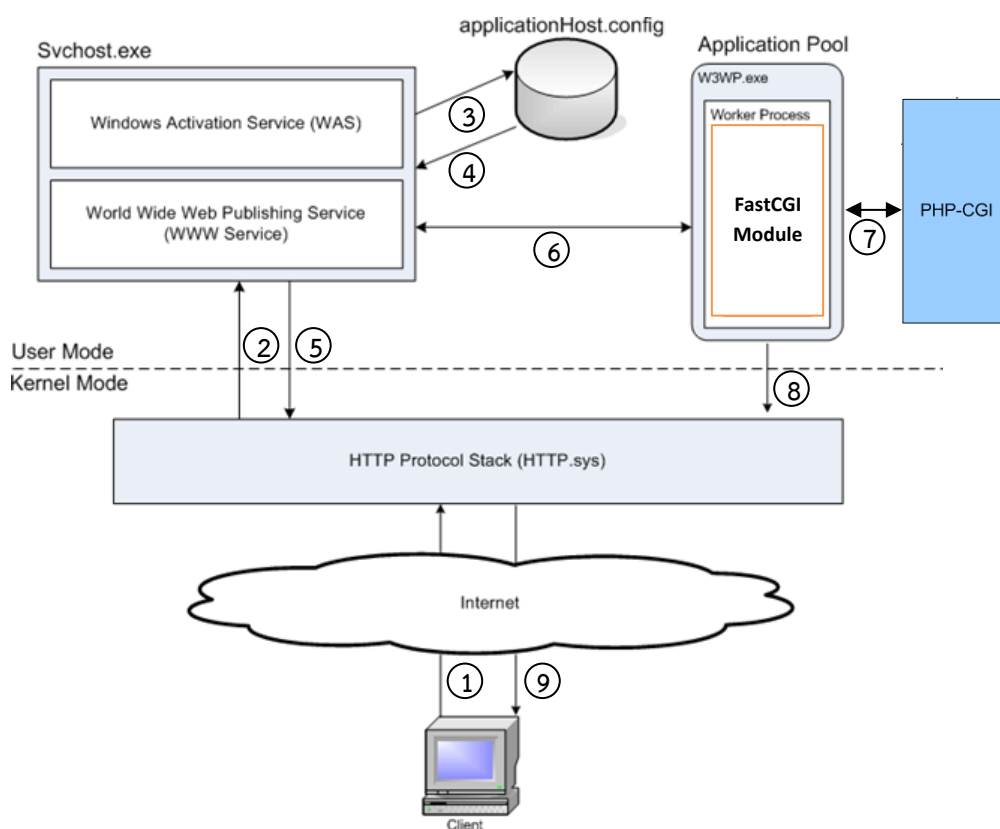 applicationHost.config
Svchost.exe
Application Pool
W3WP.exe
Windows Activation Service (WAS)
③
Worker Process
④
World Wide Web Publishing Service
(WWW Service)
FastCGI
Module
PHP-CGI
⑥
⑦
②
⑤
User Mode
Kernel Mode
⑧
HTTP Protocol Stack (HTTP.sys)
Internet
①
⑨
Client